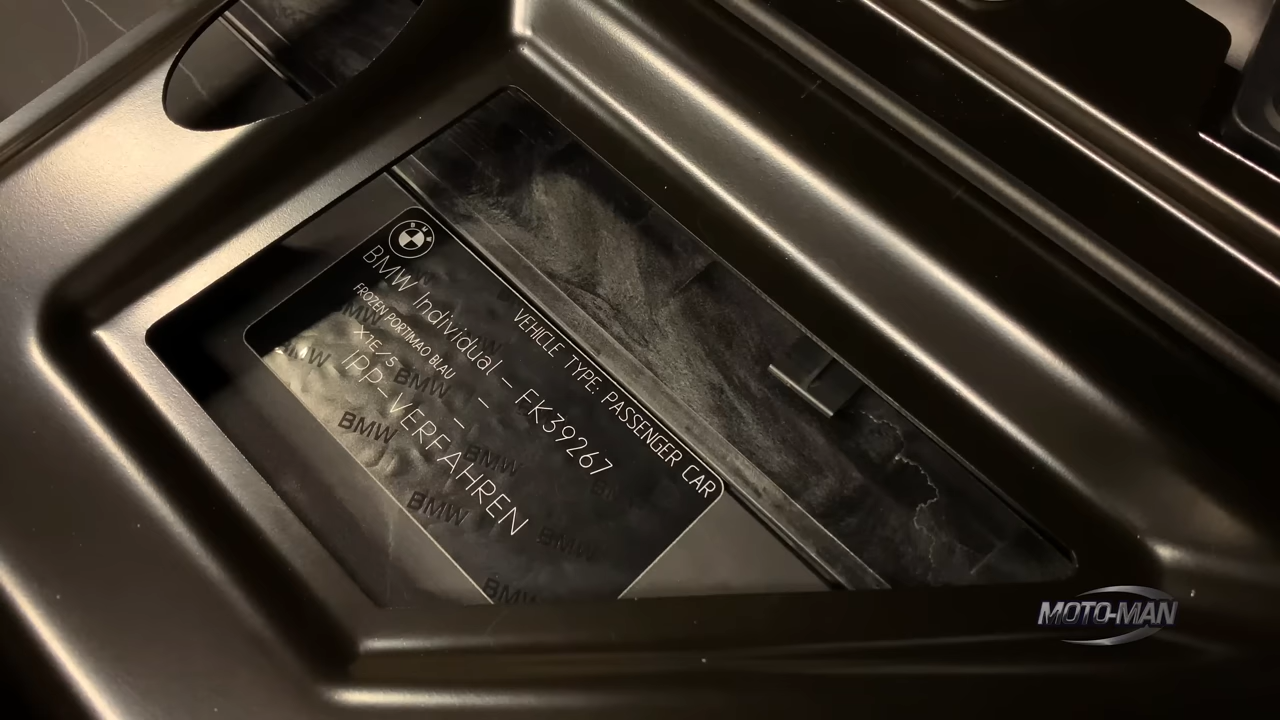 BMW
VEHICLE TYPE: PASSENGER CAR
BMW Individual - FK39267
FROZEN PORTIMAO BLAU -
X1E/5 -
IPP-VERFAHREN
BMW
BMW
BMW
BMW
BMW
BMW
BMW
BMW
MOTO-MAN